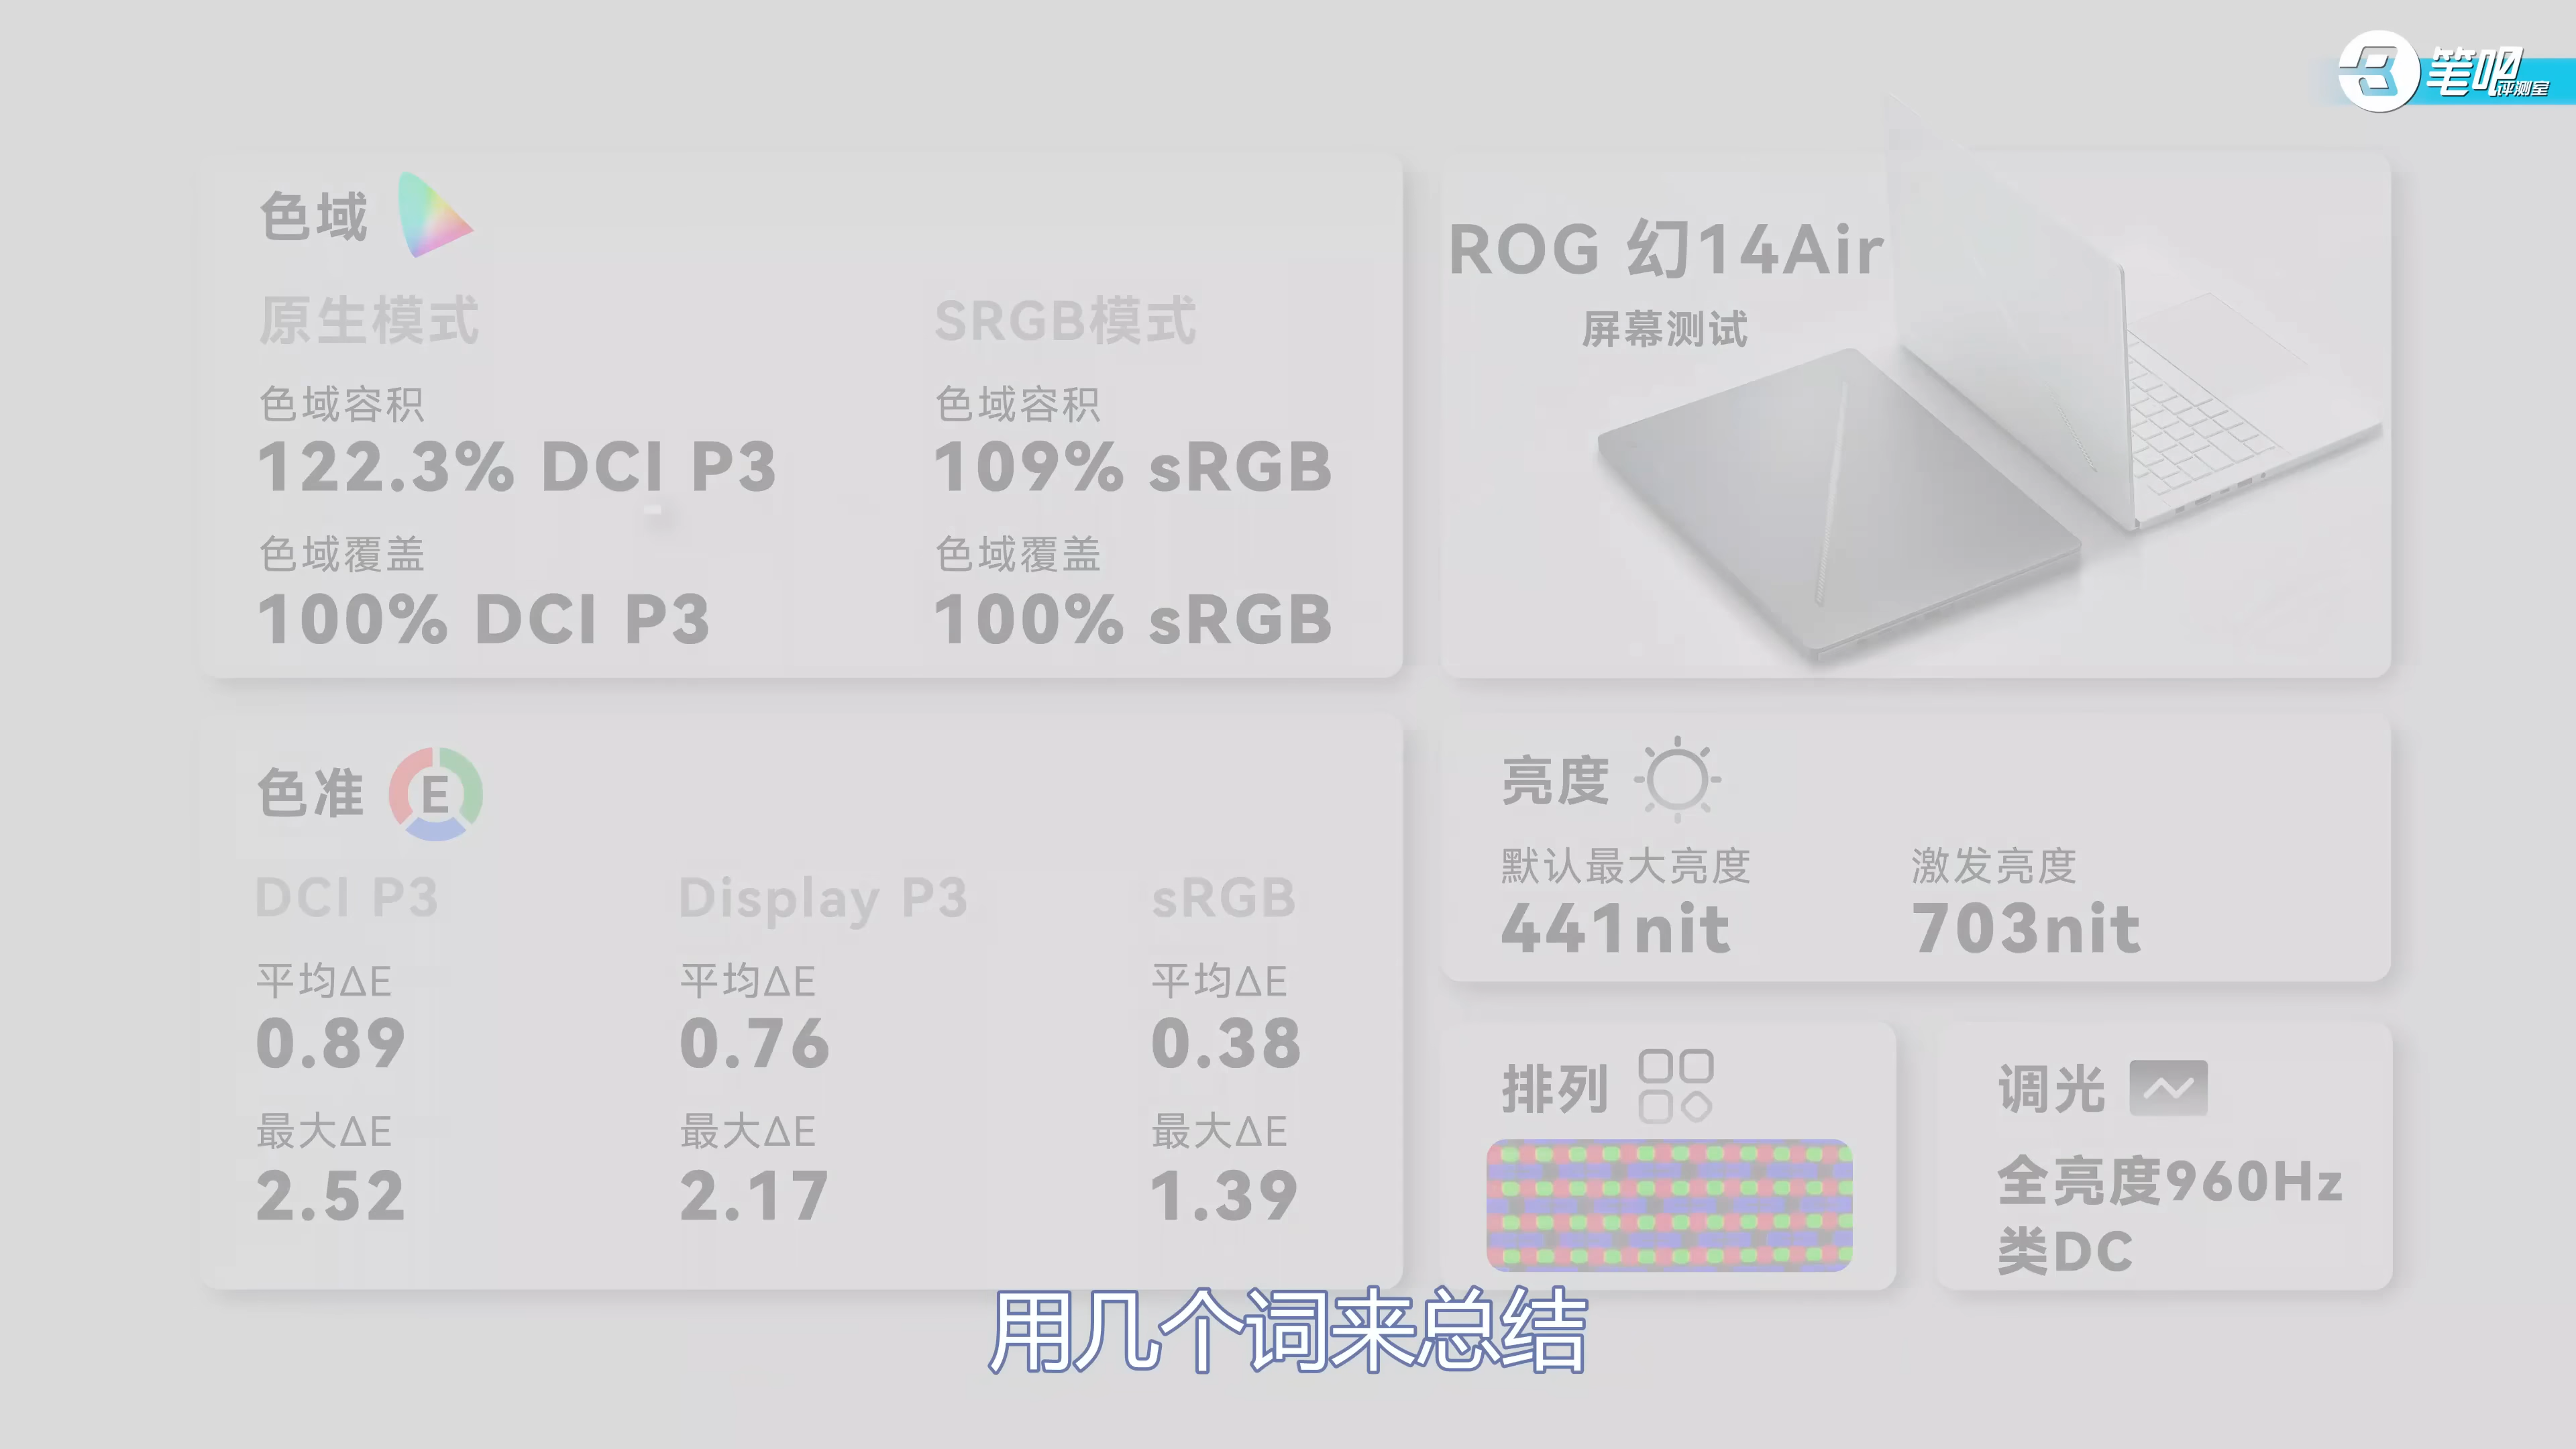 笔吧评测室
色域
原生模式
色域容积
122.3% DCI P3
色域覆盖
100% DCI P3
SRGB模式
色域容积
109% sRGB
色域覆盖
100% sRGB
ROG 幻14Air
屏幕测试
色准
E
DCI P3
平均ΔE
0.89
最大ΔE
2.52
Display P3
平均ΔE
0.76
最大ΔE
2.17
sRGB
平均ΔE
0.38
最大ΔE
1.39
亮度
默认最大亮度
441nit
激发亮度
703nit
排列
调光
全亮度960Hz
类DC
用几个词来总结